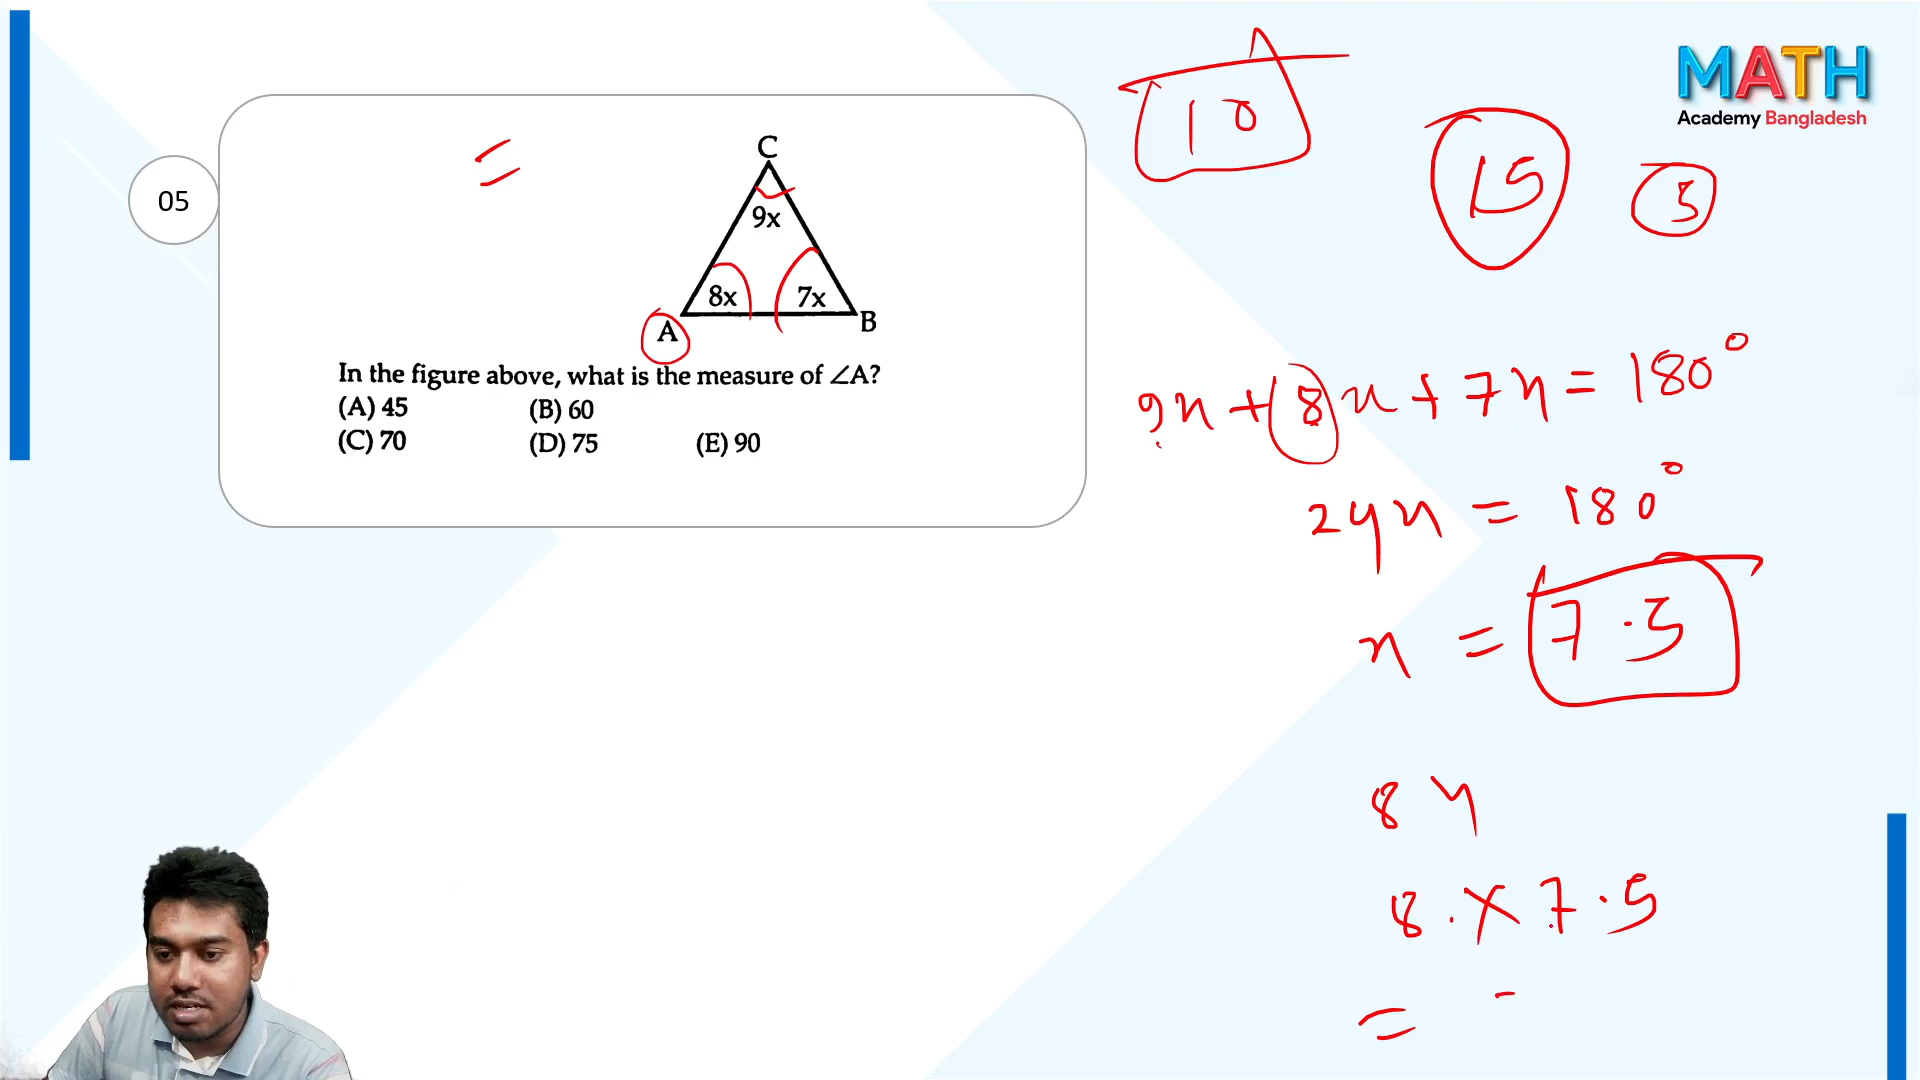 MATH
Academy Bangladesh
05
=
C
9x
8x
7x
A
B
In the figure above, what is the measure of ∠A?
(A) 45 (B) 60
(C) 70 (D) 75 (E) 90
10
15
5
9x + 8x + 7x = 180°
24x = 180°
x = 7.5
8x
8 . × 7.5
=